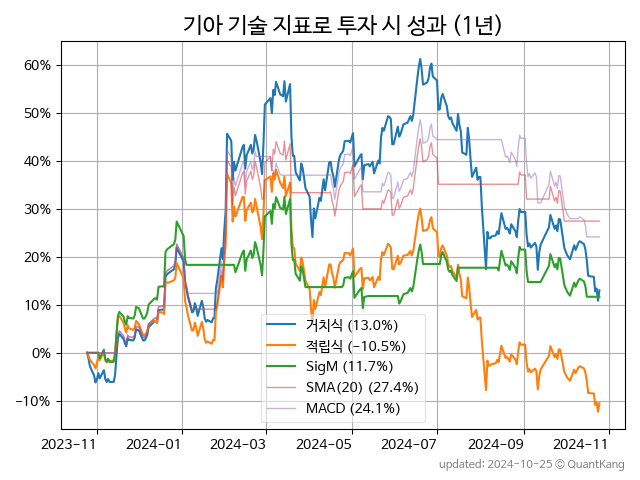 기아 기술 지표로 투자 시 성과 (1년)
60%
50%
40%
30%
20%
10%
0%
−10%
거치식 (13.0%)
적립식 (−10.5%)
SigM (11.7%)
SMA(20) (27.4%)
MACD (24.1%)
2023−11
2024−01
2024−03
2024−05
2024−07
2024−09
2024−11
updated: 2024-10-25 © QuantKang